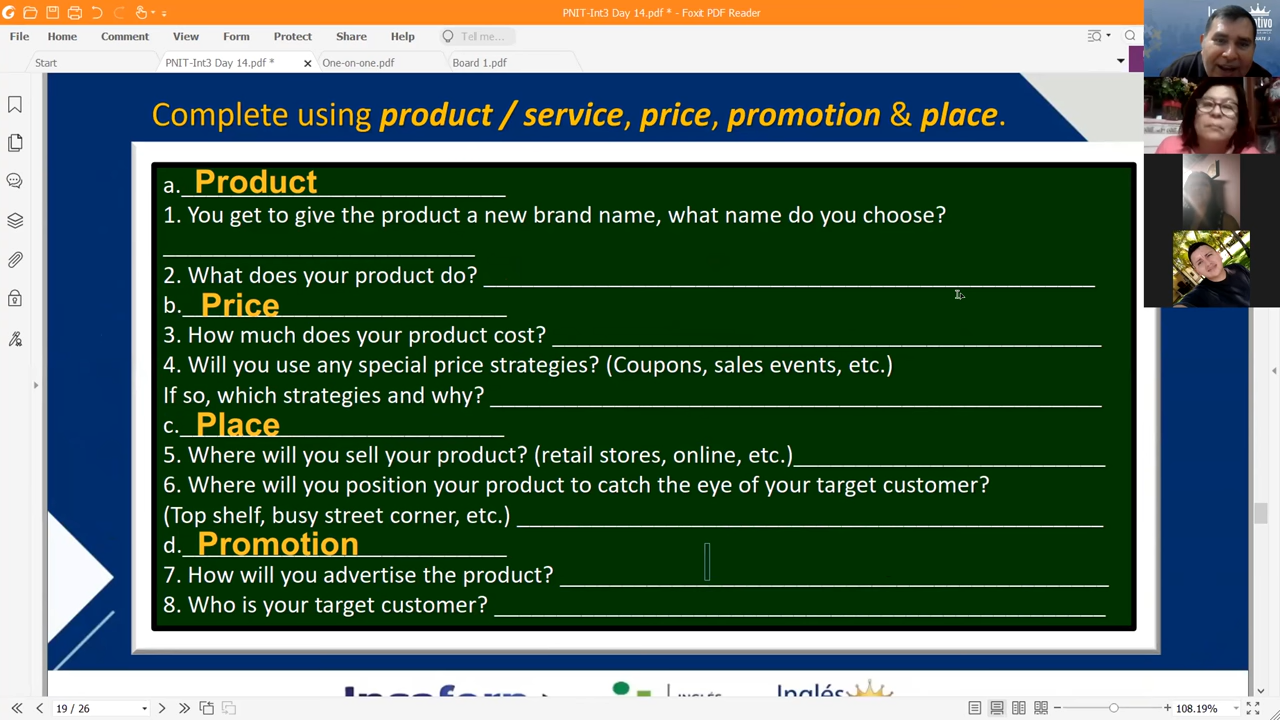 PNIT-Int3 Day 14.pdf * - Foxit PDF Reader
File Home Comment View Form Protect Share Help Tell me...
Start PNIT-Int3 Day 14.pdf * One-on-one.pdf Board 1.pdf
Complete using product / service, price, promotion & place.
a. Product
1. You get to give the product a new brand name, what name do you choose?
2. What does your product do?
b. Price
3. How much does your product cost?
4. Will you use any special price strategies? (Coupons, sales events, etc.)
If so, which strategies and why?
c. Place
5. Where will you sell your product? (retail stores, online, etc.)
6. Where will you position your product to catch the eye of your target customer?
(Top shelf, busy street corner, etc.)
d. Promotion
7. How will you advertise the product?
8. Who is your target customer?
INGLÉS Inglés
19 / 26 108.19%